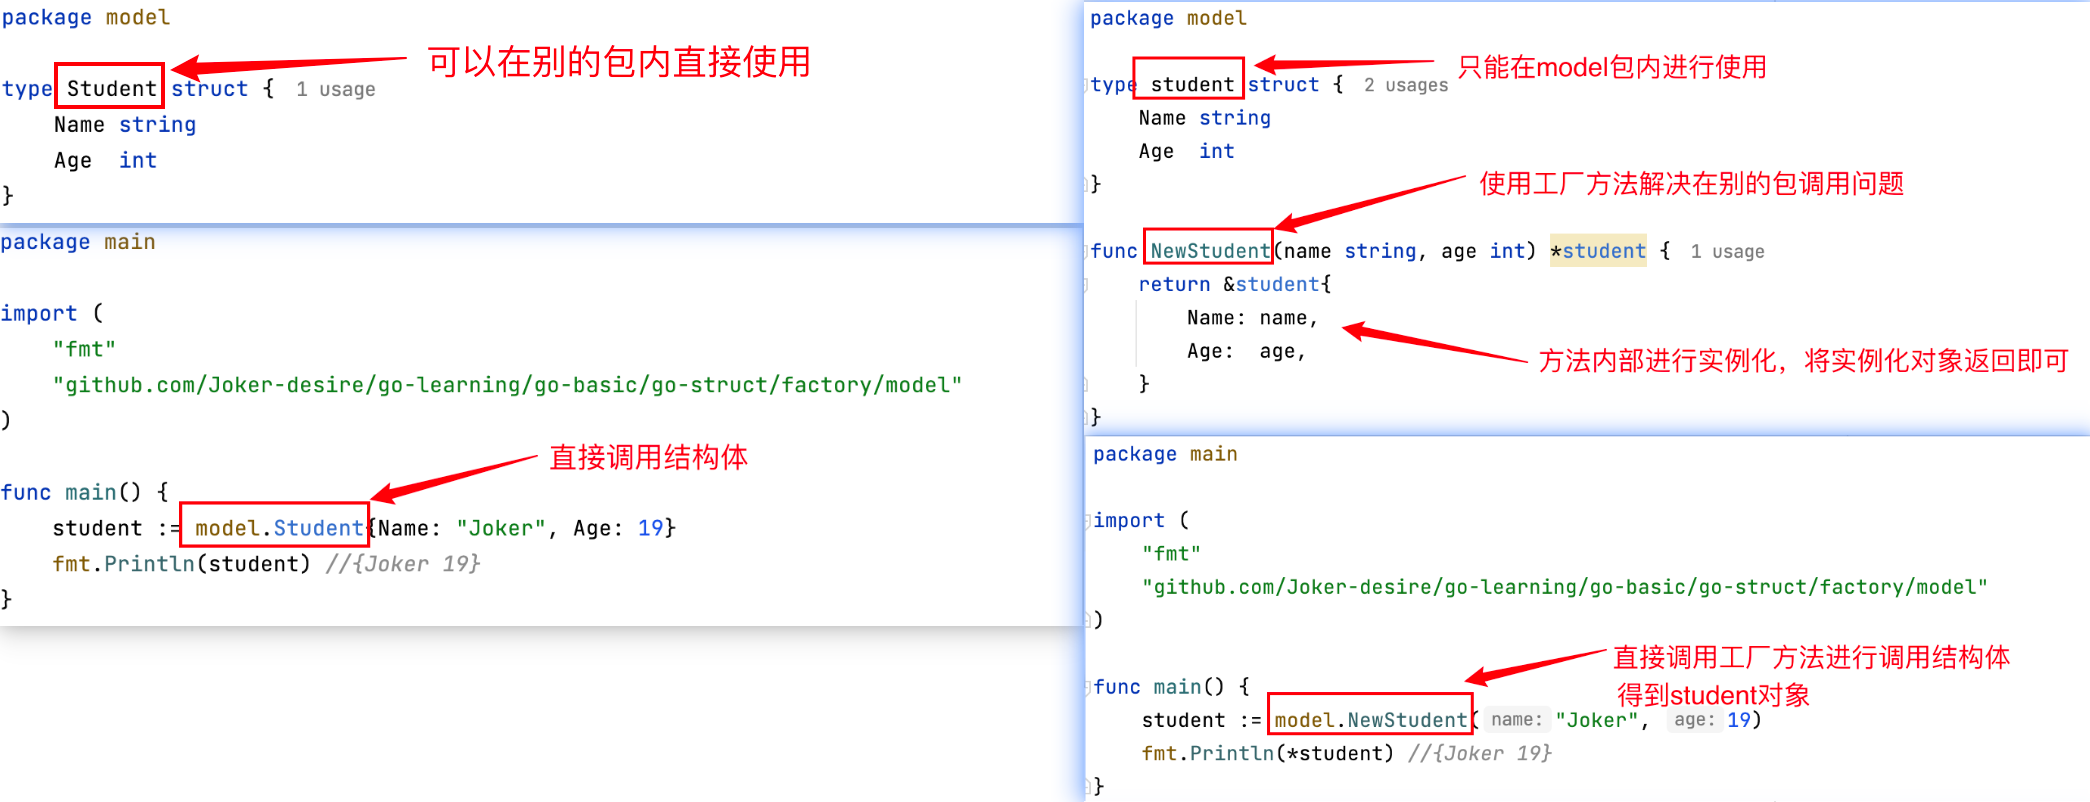 package model
type Student struct { 1 usage
可以在别的包内直接使用
Name string
Age int
}
package main
import (
"fmt"
"github.com/Joker-desire/go-learning/go-basic/go-struct/factory/model"
)
直接调用结构体
func main() {
student := model.Student{Name: "Joker", Age: 19}
fmt.Println(student) //{Joker 19}
}
package model
只能在model包内进行使用
type student struct { 2 usages
Name string
Age int
}
使用工厂方法解决在别的包调用问题
func NewStudent(name string, age int) *student { 1 usage
return &student{
Name: name,
Age: age,
方法内部进行实例化，将实例化对象返回即可
}
}
package main
import (
"fmt"
"github.com/Joker-desire/go-learning/go-basic/go-struct/factory/model"
)
直接调用工厂方法进行调用结构体
得到student对象
func main() {
student := model.NewStudent( name: "Joker", age: 19)
fmt.Println(*student) //{Joker 19}
}